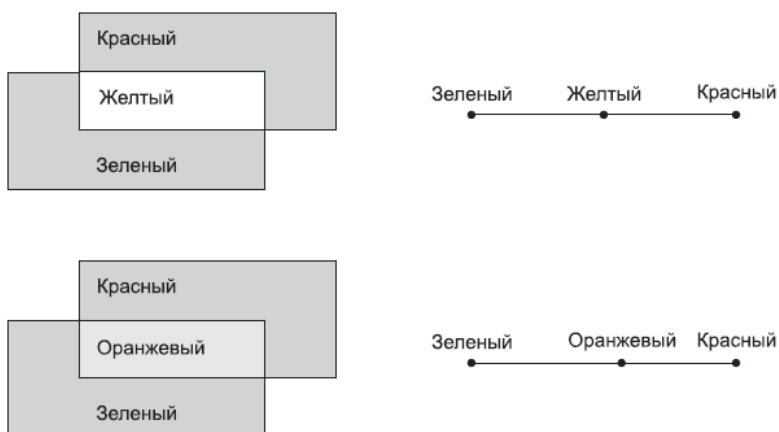 Красный
Желтый
Зеленый
Зеленый Желтый Красный
Красный
Оранжевый
Зеленый
Зеленый Оранжевый Красный